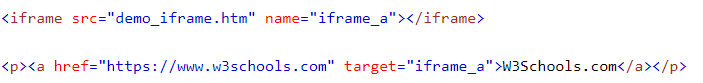 <iframe src="demo_iframe.htm" name="iframe_a"></iframe>
<p><a href="https://www.w3schools.com" target="iframe_a">W3Schools.com</a></p>